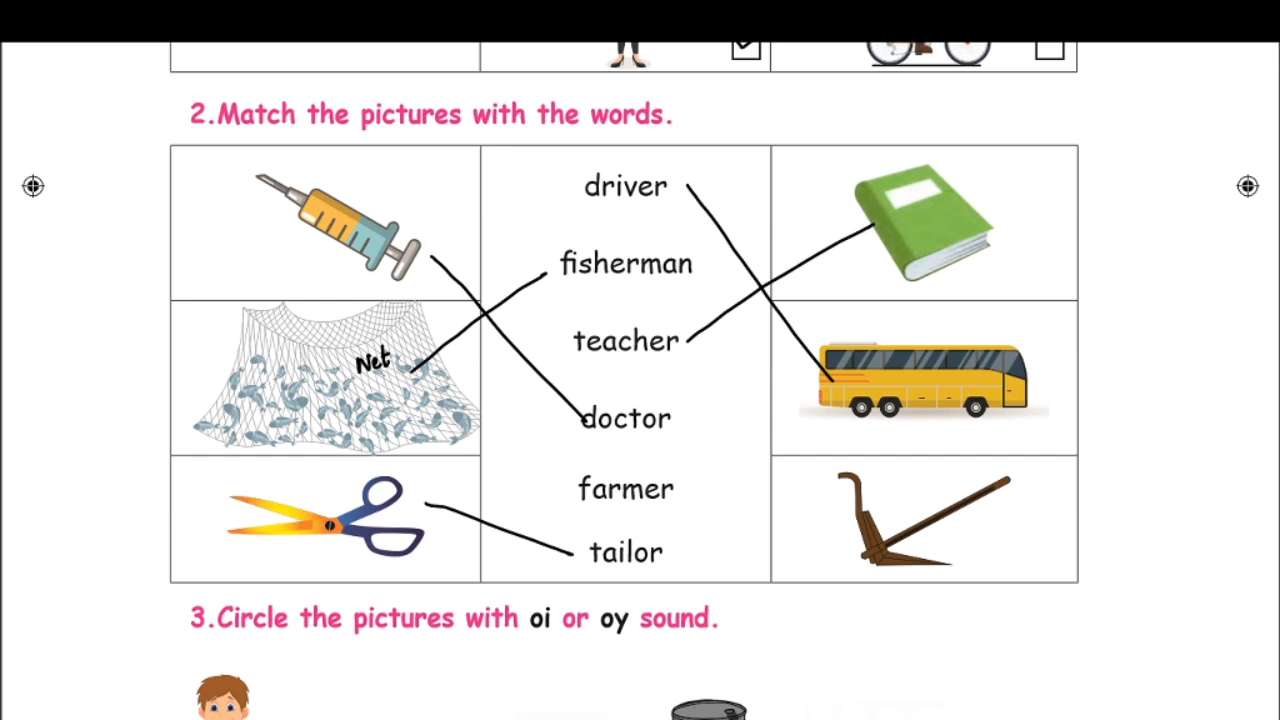 2.Match the pictures with the words.
driver
fisherman
teacher
Net
doctor
farmer
tailor
3.Circle the pictures with oi or oy sound.